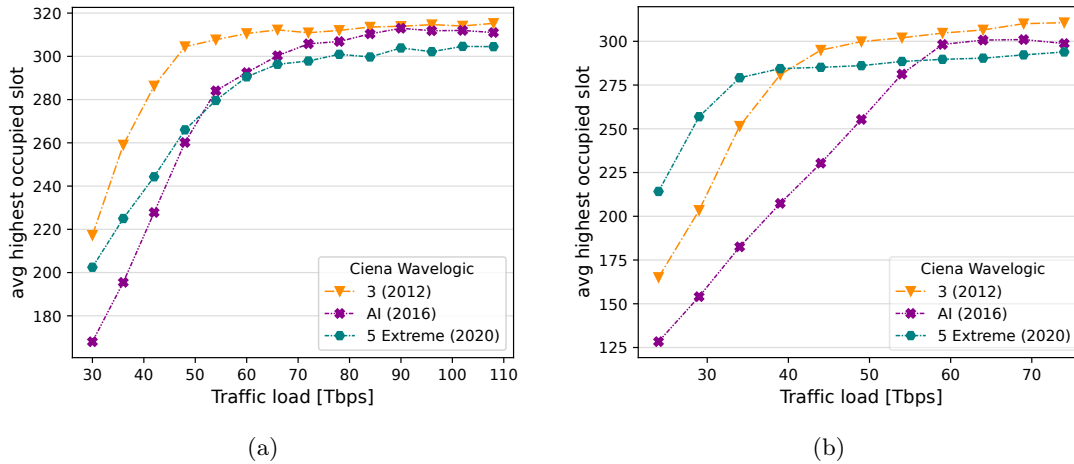 320
300
280
260
240
220
200
180
avg highest occupied slot
30 40 50 60 70 80 90 100 110
Traffic load [Tbps]
Ciena Wavelogic
3 (2012)
AI (2016)
5 Extreme (2020)
(a)
300
275
250
225
200
175
150
125
avg highest occupied slot
30 40 50 60 70
Traffic load [Tbps]
Ciena Wavelogic
3 (2012)
AI (2016)
5 Extreme (2020)
(b)